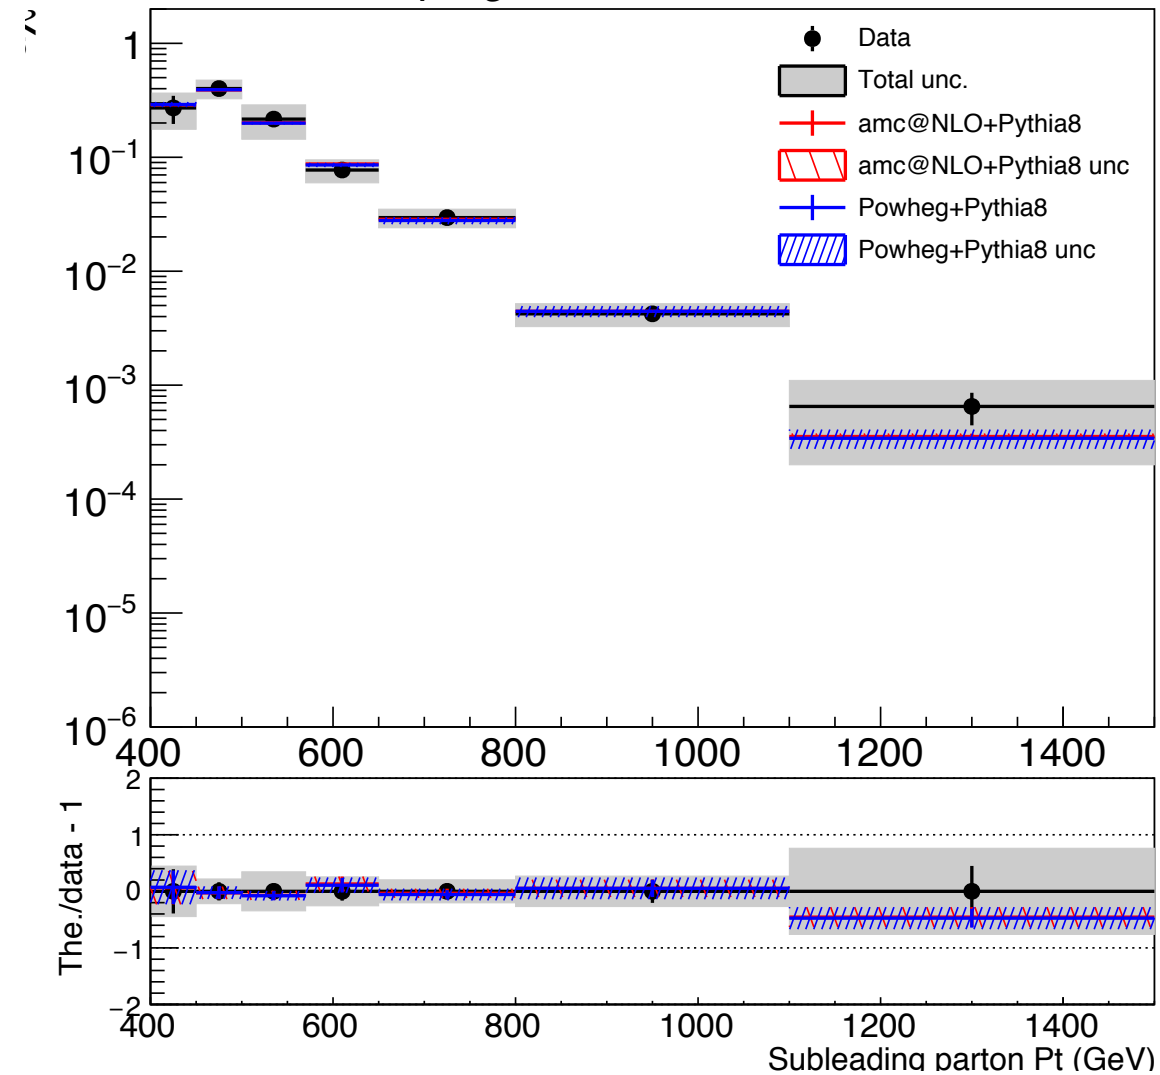 1
10−1
10−2
10−3
10−4
10−5
10−6
Data
Total unc.
amc@NLO+Pythia8
amc@NLO+Pythia8 unc
Powheg+Pythia8
Powheg+Pythia8 unc
400 600 800 1000 1200 1400
The./data - 1
2
1
0
−1
−2
400 600 800 1000 1200 1400
Subleading parton Pt (GeV)